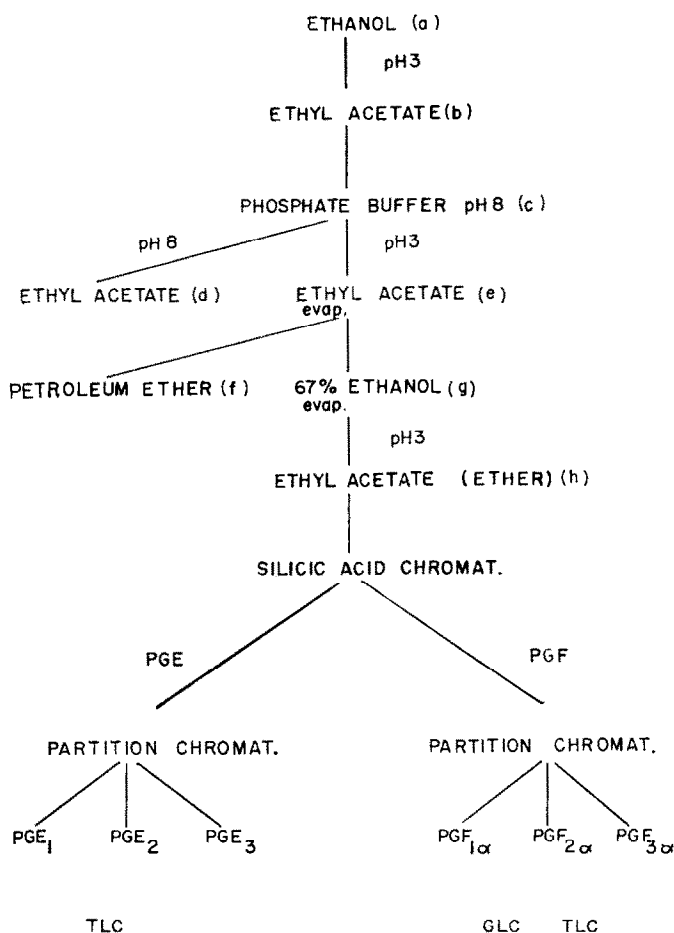 ETHANOL (a)
pH3
ETHYL ACETATE(b)
PHOSPHATE BUFFER pH8 (c)
pH8 pH3
ETHYL ACETATE (d) ETHYL ACETATE (e)
evap.
PETROLEUM ETHER (f) 67% ETHANOL (g)
evap.
pH3
ETHYL ACETATE (ETHER) (h)
SILICIC ACID CHROMAT.
PGE PGF
PARTITION CHROMAT. PARTITION CHROMAT.
PGE1 PGE2 PGE3 PGF1α PGF2α PGF3α
TLC GLC TLC